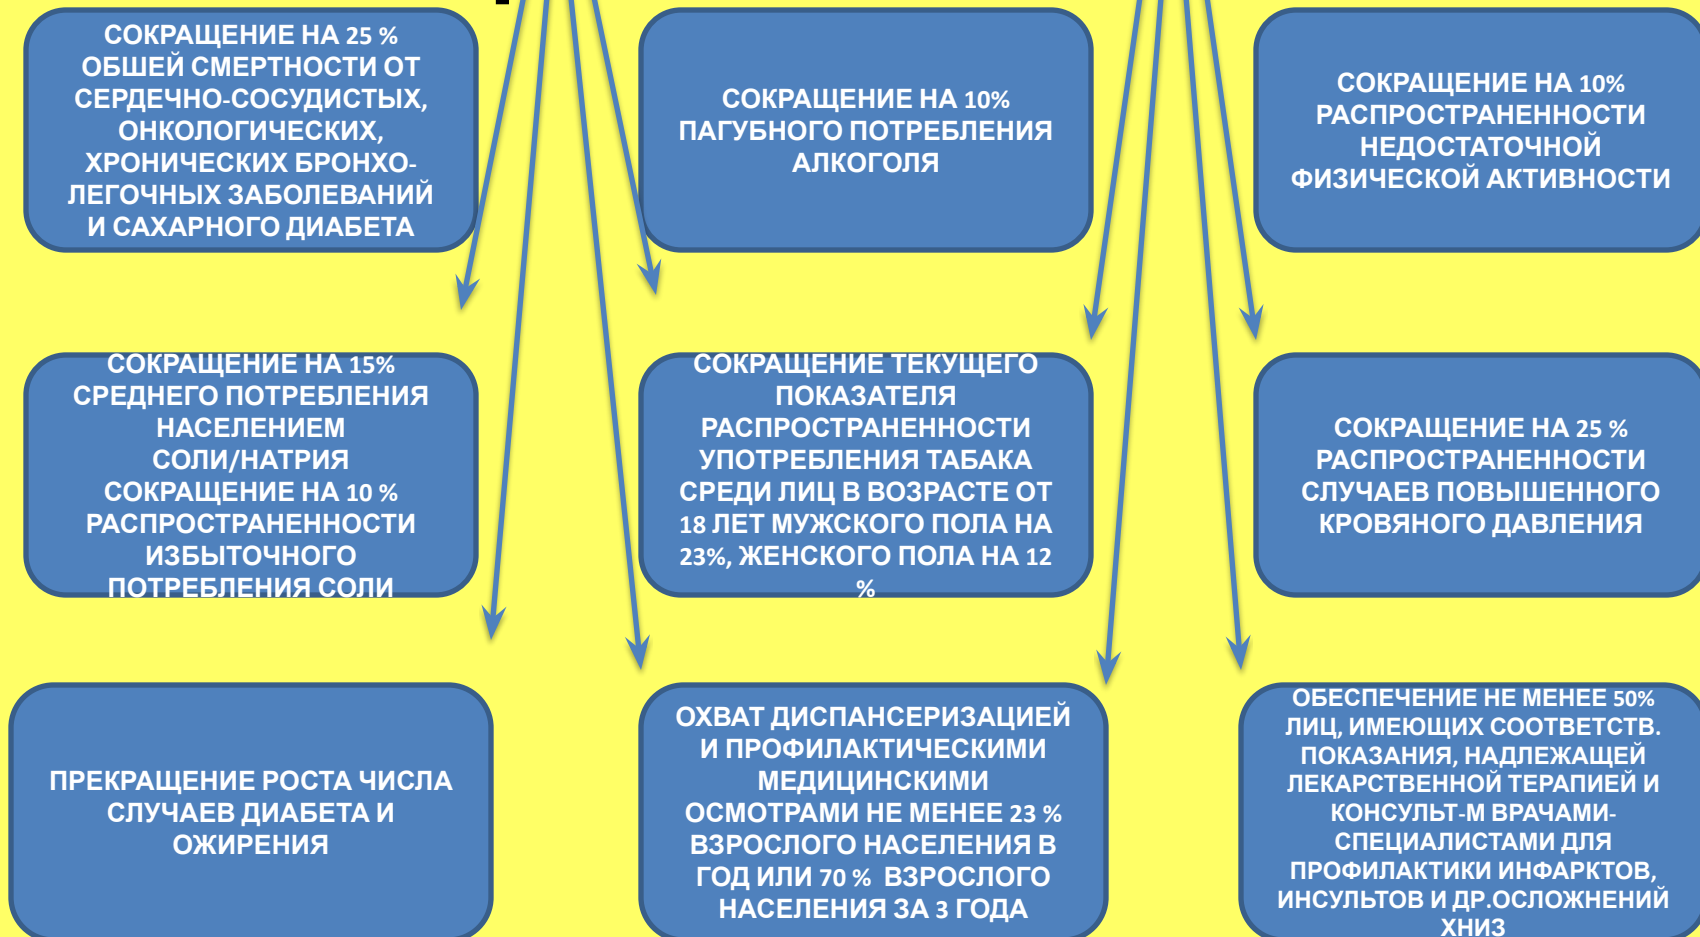 СОКРАЩЕНИЕ НА 25 %
ОБШЕЙ СМЕРТНОСТИ ОТ
СЕРДЕЧНО-СОСУДИСТЫХ,
ОНКОЛОГИЧЕСКИХ,
ХРОНИЧЕСКИХ БРОНХО-
ЛЕГОЧНЫХ ЗАБОЛЕВАНИЙ
И САХАРНОГО ДИАБЕТА
СОКРАЩЕНИЕ НА 10%
ПАГУБНОГО ПОТРЕБЛЕНИЯ
АЛКОГОЛЯ
СОКРАЩЕНИЕ НА 10%
РАСПРОСТРАНЕННОСТИ
НЕДОСТАТОЧНОЙ
ФИЗИЧЕСКОЙ АКТИВНОСТИ
СОКРАЩЕНИЕ НА 15%
СРЕДНЕГО ПОТРЕБЛЕНИЯ
НАСЕЛЕНИЕМ
СОЛИ/НАТРИЯ
СОКРАЩЕНИЕ НА 10 %
РАСПРОСТРАНЕННОСТИ
ИЗБЫТОЧНОГО
ПОТРЕБЛЕНИЯ СОЛИ
СОКРАЩЕНИЕ ТЕКУЩЕГО
ПОКАЗАТЕЛЯ
РАСПРОСТРАНЕННОСТИ
УПОТРЕБЛЕНИЯ ТАБАКА
СРЕДИ ЛИЦ В ВОЗРАСТЕ ОТ
18 ЛЕТ МУЖСКОГО ПОЛА НА
23%, ЖЕНСКОГО ПОЛА НА 12
%
СОКРАЩЕНИЕ НА 25 %
РАСПРОСТРАНЕННОСТИ
СЛУЧАЕВ ПОВЫШЕННОГО
КРОВЯНОГО ДАВЛЕНИЯ
ПРЕКРАЩЕНИЕ РОСТА ЧИСЛА
СЛУЧАЕВ ДИАБЕТА И
ОЖИРЕНИЯ
ОХВАТ ДИСПАНСЕРИЗАЦИЕЙ
И ПРОФИЛАКТИЧЕСКИМИ
МЕДИЦИНСКИМИ
ОСМОТРАМИ НЕ МЕНЕЕ 23 %
ВЗРОСЛОГО НАСЕЛЕНИЯ В
ГОД ИЛИ 70 % ВЗРОСЛОГО
НАСЕЛЕНИЯ ЗА 3 ГОДА
ОБЕСПЕЧЕНИЕ НЕ МЕНЕЕ 50%
ЛИЦ, ИМЕЮЩИХ СООТВЕТСТВ.
ПОКАЗАНИЯ, НАДЛЕЖАЩЕЙ
ЛЕКАРСТВЕННОЙ ТЕРАПИЕЙ И
КОНСУЛЬТ-М ВРАЧАМИ-
СПЕЦИАЛИСТАМИ ДЛЯ
ПРОФИЛАКТИКИ ИНФАРКТОВ,
ИНСУЛЬТОВ И ДР.ОСЛОЖНЕНИЙ
ХНИЗ